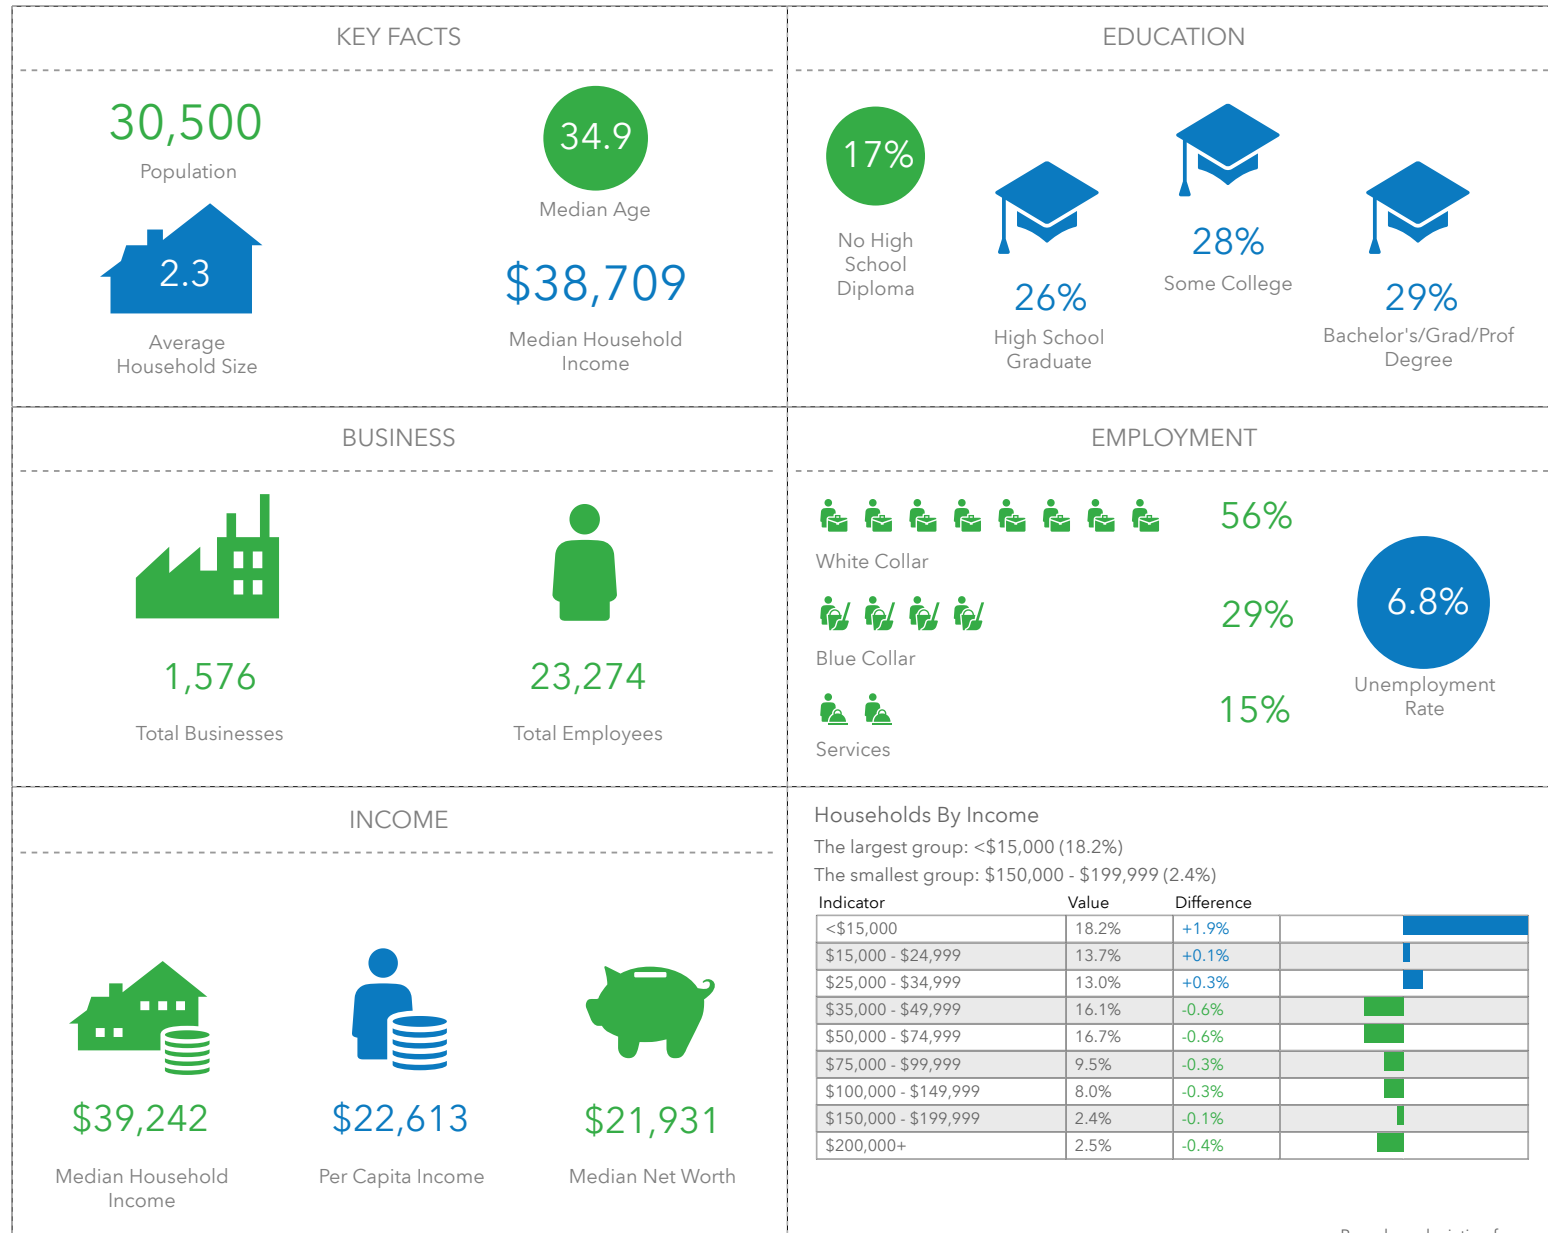 KEY FACTS
30,500
Population
34.9
Median Age
2.3
Average
Household Size
$38,709
Median Household
Income
EDUCATION
17%
No High
School
Diploma
26%
High School
Graduate
28%
Some College
29%
Bachelor's/Grad/Prof
Degree
BUSINESS
1,576
Total Businesses
23,274
Total Employees
EMPLOYMENT
56%
White Collar
29%
Blue Collar
15%
Services
6.8%
Unemployment
Rate
INCOME
$39,242
Median Household
Income
$22,613
Per Capita Income
$21,931
Median Net Worth
Households By Income
The largest group: <$15,000 (18.2%)
The smallest group: $150,000 - $199,999 (2.4%)
Indicator Value Difference
<$15,000 18.2% +1.9%
$15,000 - $24,999 13.7% +0.1%
$25,000 - $34,999 13.0% +0.3%
$35,000 - $49,999 16.1% -0.6%
$50,000 - $74,999 16.7% -0.6%
$75,000 - $99,999 9.5% -0.3%
$100,000 - $149,999 8.0% -0.3%
$150,000 - $199,999 2.4% -0.1%
$200,000+ 2.5% -0.4%